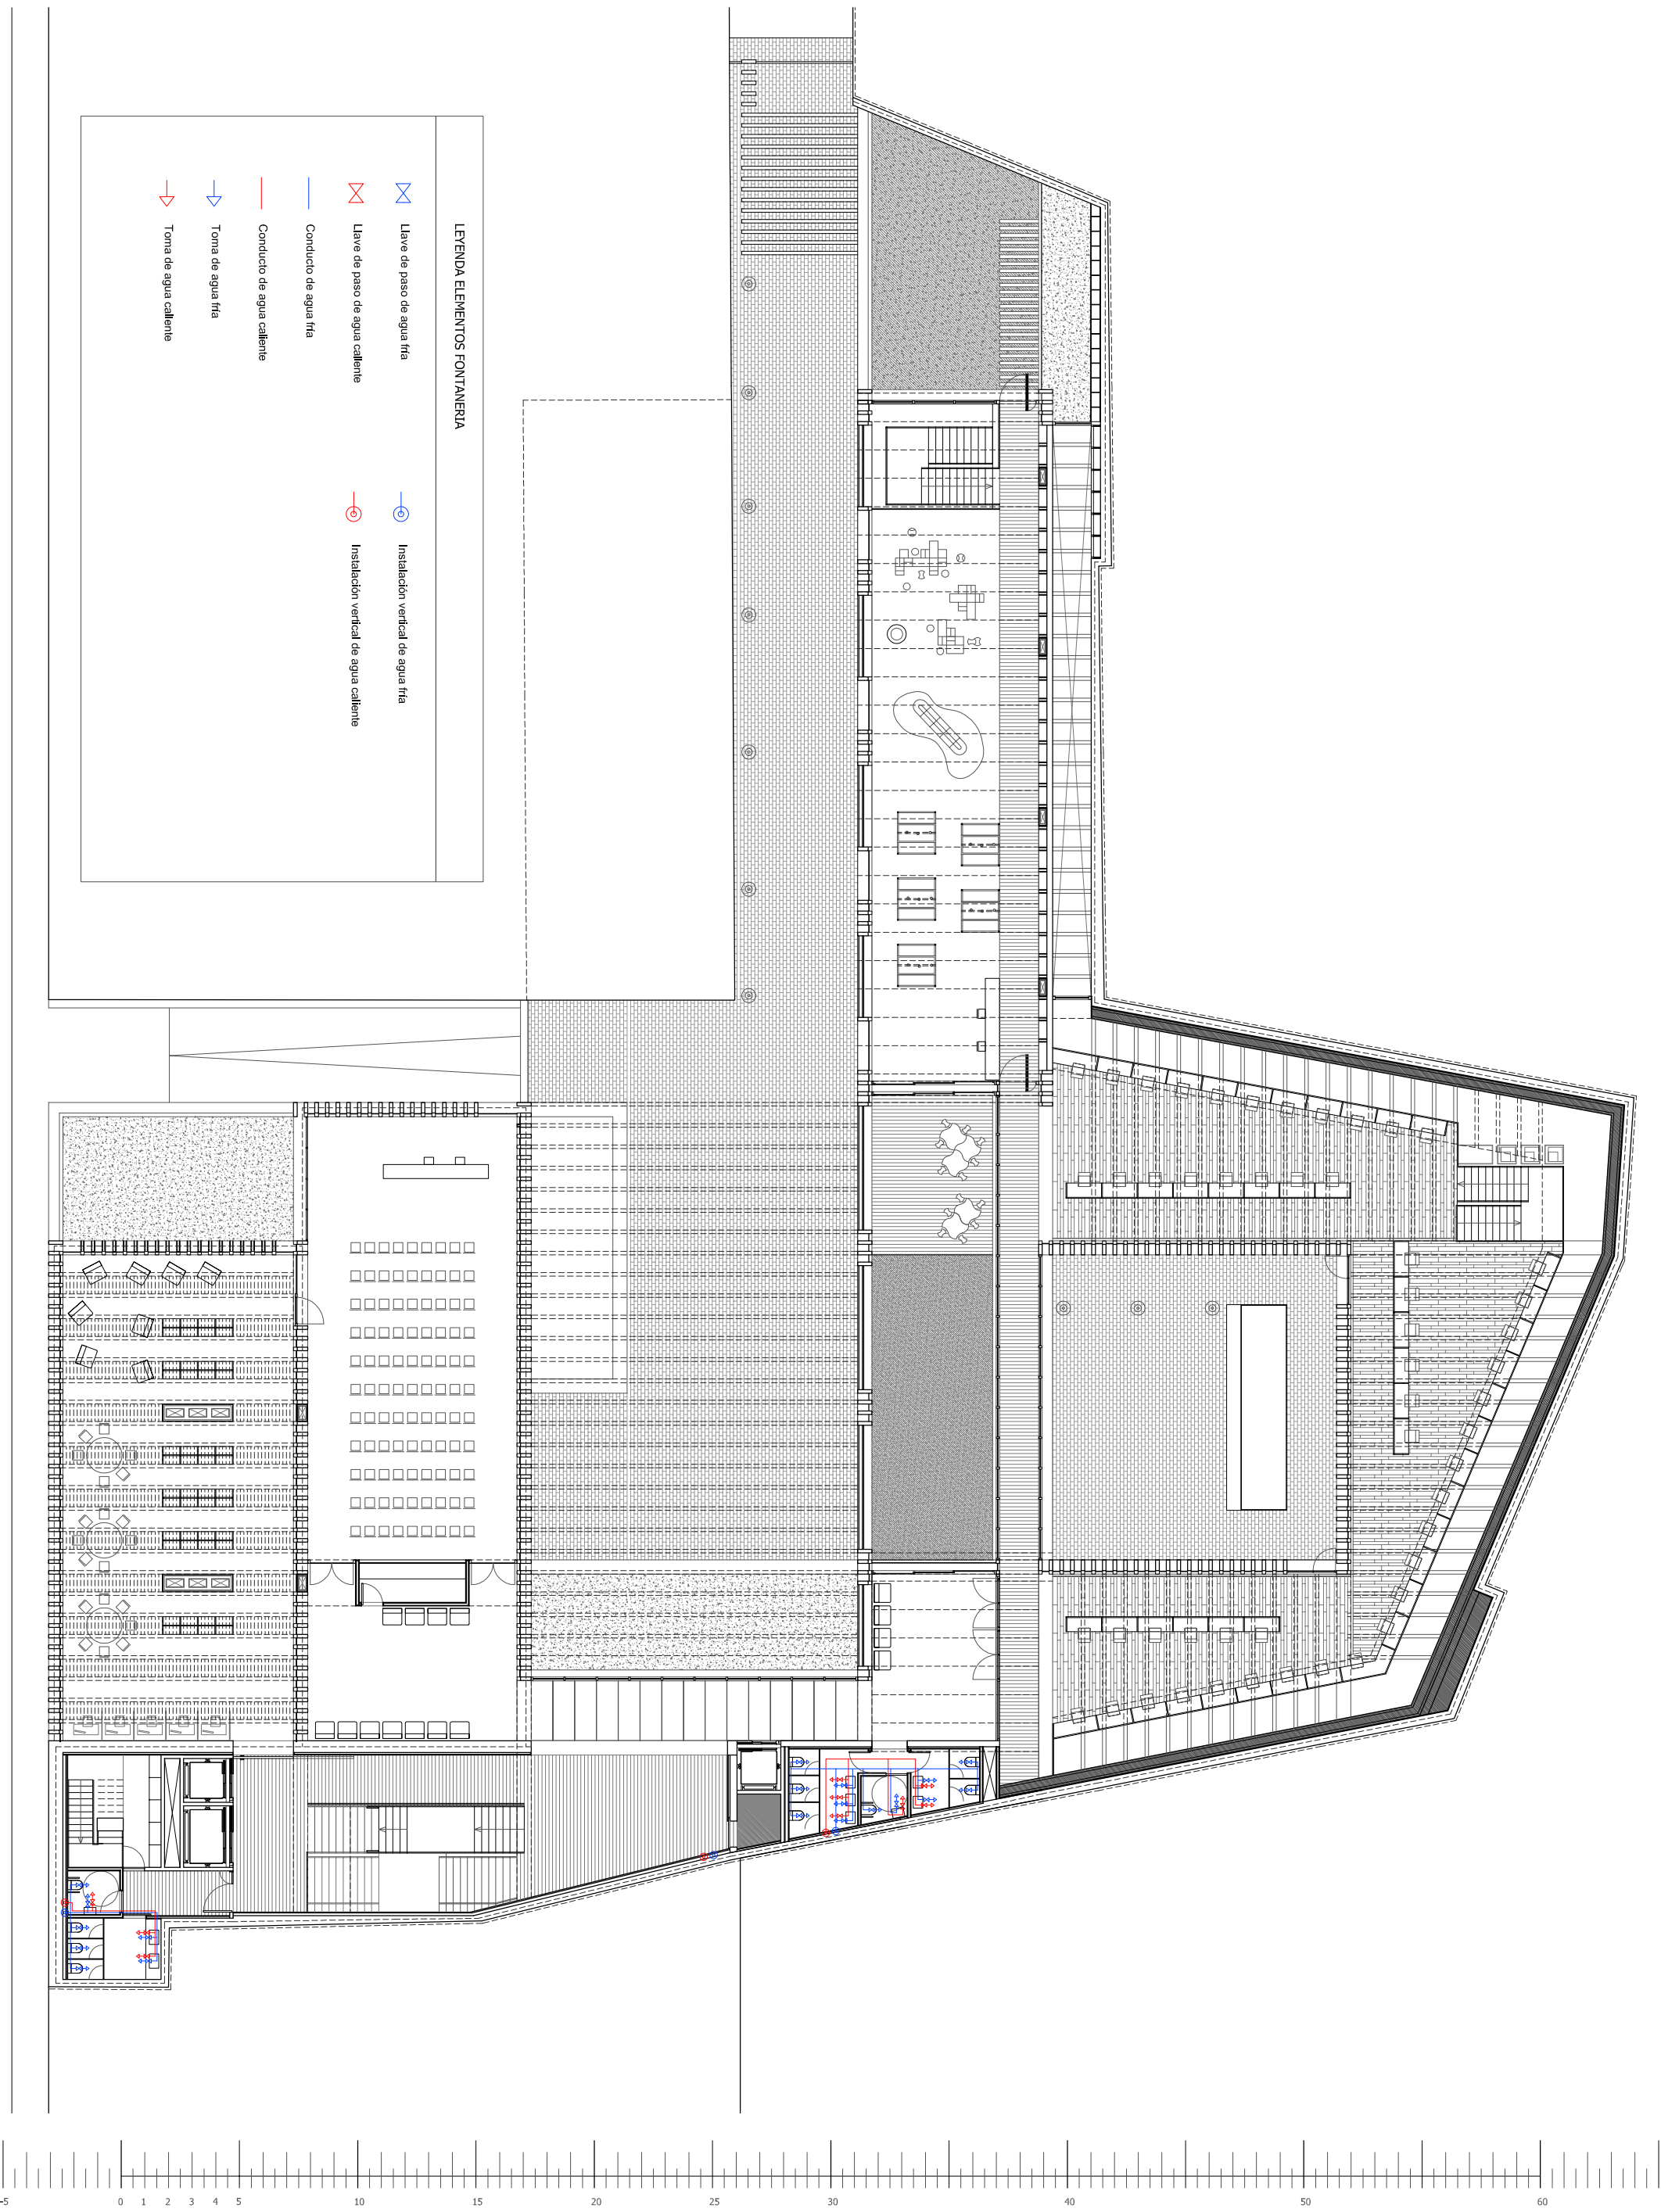 LEYENDA ELEMENTOS FONTANERIA
Llave de paso de agua fría
Llave de paso de agua caliente
Conducto de agua fría
Conducto de agua caliente
Toma de agua fría
Toma de agua caliente
Instalación vertical de agua fría
Instalación vertical de agua caliente
-5 0 1 2 3 4 5 10 15 20 25 30 40 50 60